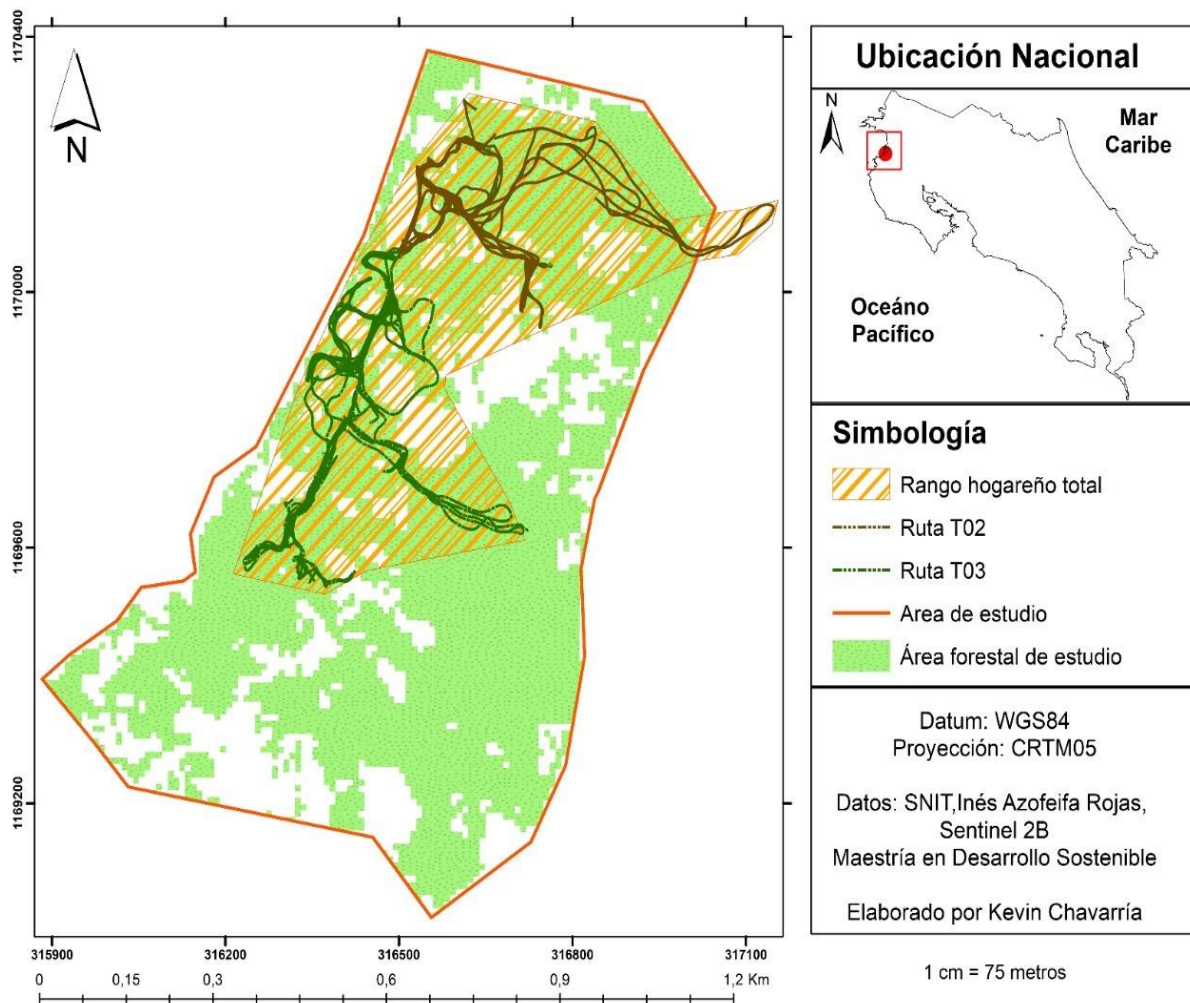 1170400
1170000
1169600
1169200
N
315900
316200
316500
316800
317100
0
0,15
0,3
0,6
0,9
1,2 Km
Ubicación Nacional
N
Mar
Caribe
Oceáno
Pacífico
Simbología
Rango hogareño total
Ruta T02
Ruta T03
Area de estudio
Área forestal de estudio
Datum: WGS84
Proyección: CRTM05
Datos: SNIT,Inés Azofeifa Rojas,
Sentinel 2B
Maestría en Desarrollo Sostenible
Elaborado por Kevin Chavarría
1 cm = 75 metros